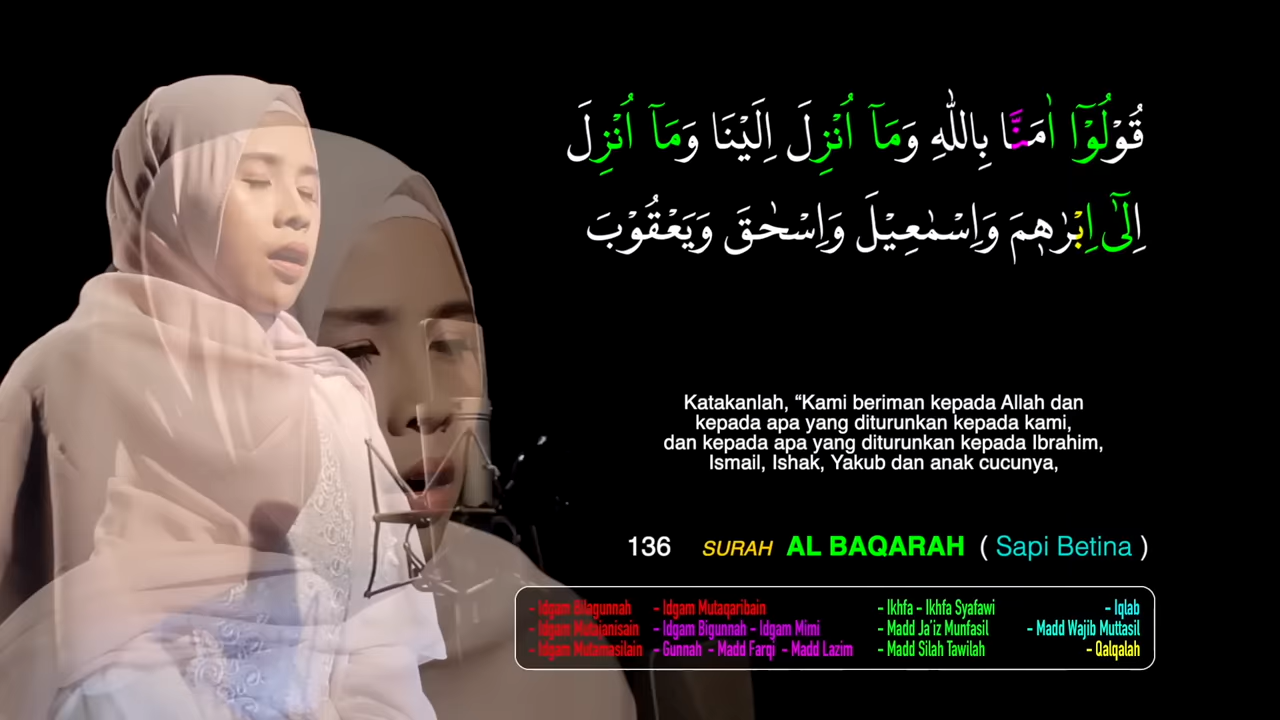 قُوْلُوْٓا اٰمَنَّا بِاللّٰهِ وَمَآ اُنْزِلَ اِلَيْنَا وَمَآ اُنْزِلَ
اِلٰٓى اِبْرٰهٖمَ وَاِسْمٰعِيْلَ وَاِسْحٰقَ وَيَعْقُوْبَ
Katakanlah, “Kami beriman kepada Allah dan
kepada apa yang diturunkan kepada kami,
dan kepada apa yang diturunkan kepada Ibrahim,
Ismail, Ishak, Yakub dan anak cucunya,
136 SURAH AL BAQARAH ( Sapi Betina )
- Idgam Bilagunnah - Idgam Mutaqaribain - Ikhfa - Ikhfa Syafawi - Iqlab
- Idgam Mutajanisain - Idgam Bigunnah - Idgam Mimi - Madd Ja’iz Munfasil - Madd Wajib Muttasil
- Idgam Mutamasilain - Gunnah - Madd Farqi - Madd Lazim - Madd Silah Tawilah - Qalqalah